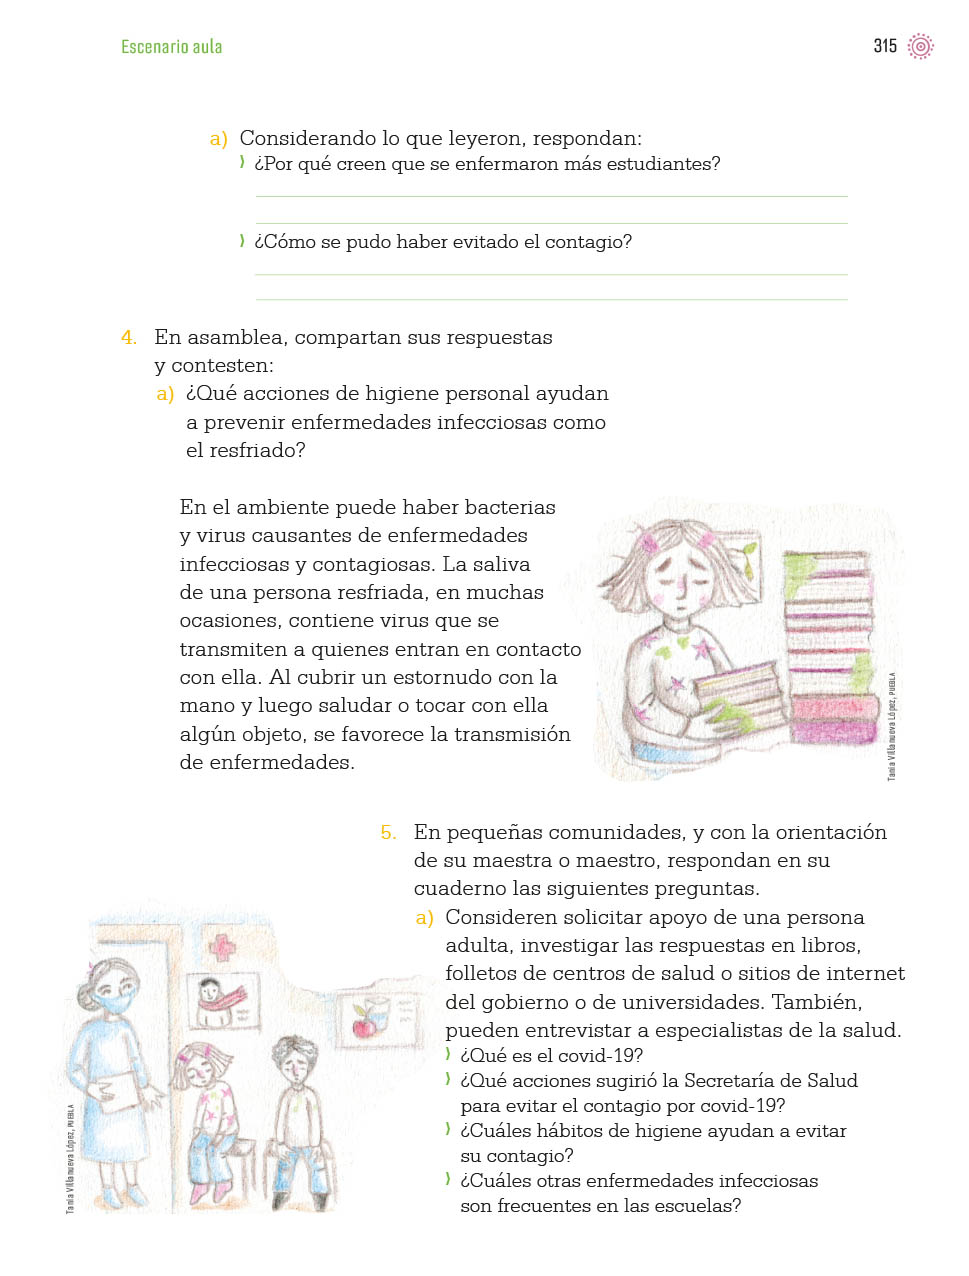 Escenario aula
315
a) Considerando lo que leyeron, respondan:
⟩ ¿Por qué creen que se enfermaron más estudiantes?
⟩ ¿Cómo se pudo haber evitado el contagio?
4. En asamblea, compartan sus respuestas
y contesten:
a) ¿Qué acciones de higiene personal ayudan
a prevenir enfermedades infecciosas como
el resfriado?
En el ambiente puede haber bacterias
y virus causantes de enfermedades
infecciosas y contagiosas. La saliva
de una persona resfriada, en muchas
ocasiones, contiene virus que se
transmiten a quienes entran en contacto
con ella. Al cubrir un estornudo con la
mano y luego saludar o tocar con ella
algún objeto, se favorece la transmisión
de enfermedades.
Tania Villanueva López, PUEBLA
5. En pequeñas comunidades, y con la orientación
de su maestra o maestro, respondan en su
cuaderno las siguientes preguntas.
a) Consideren solicitar apoyo de una persona
adulta, investigar las respuestas en libros,
folletos de centros de salud o sitios de internet
del gobierno o de universidades. También,
pueden entrevistar a especialistas de la salud.
⟩ ¿Qué es el covid-19?
⟩ ¿Qué acciones sugirió la Secretaría de Salud
para evitar el contagio por covid-19?
⟩ ¿Cuáles hábitos de higiene ayudan a evitar
su contagio?
⟩ ¿Cuáles otras enfermedades infecciosas
son frecuentes en las escuelas?
Tania Villanueva López, PUEBLA